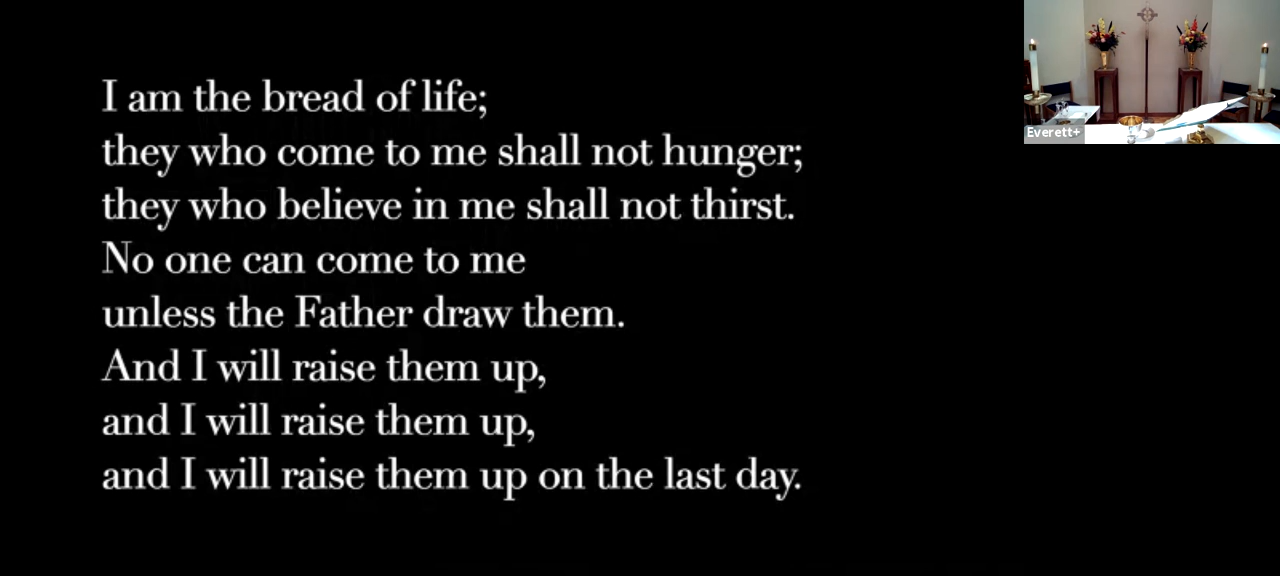 I am the bread of life;
they who come to me shall not hunger;
they who believe in me shall not thirst.
No one can come to me
unless the Father draw them.
And I will raise them up,
and I will raise them up,
and I will raise them up on the last day.
Everett+